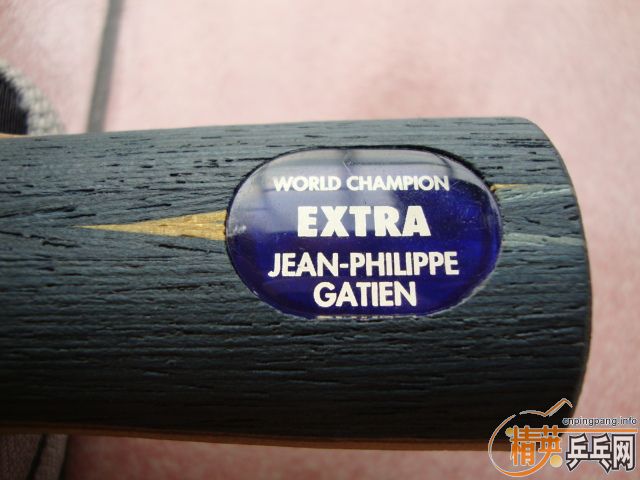 WORLD CHAMPION
EXTRA
JEAN-PHILIPPE
GATIEN
cnpingpang.info
精英乒乓网